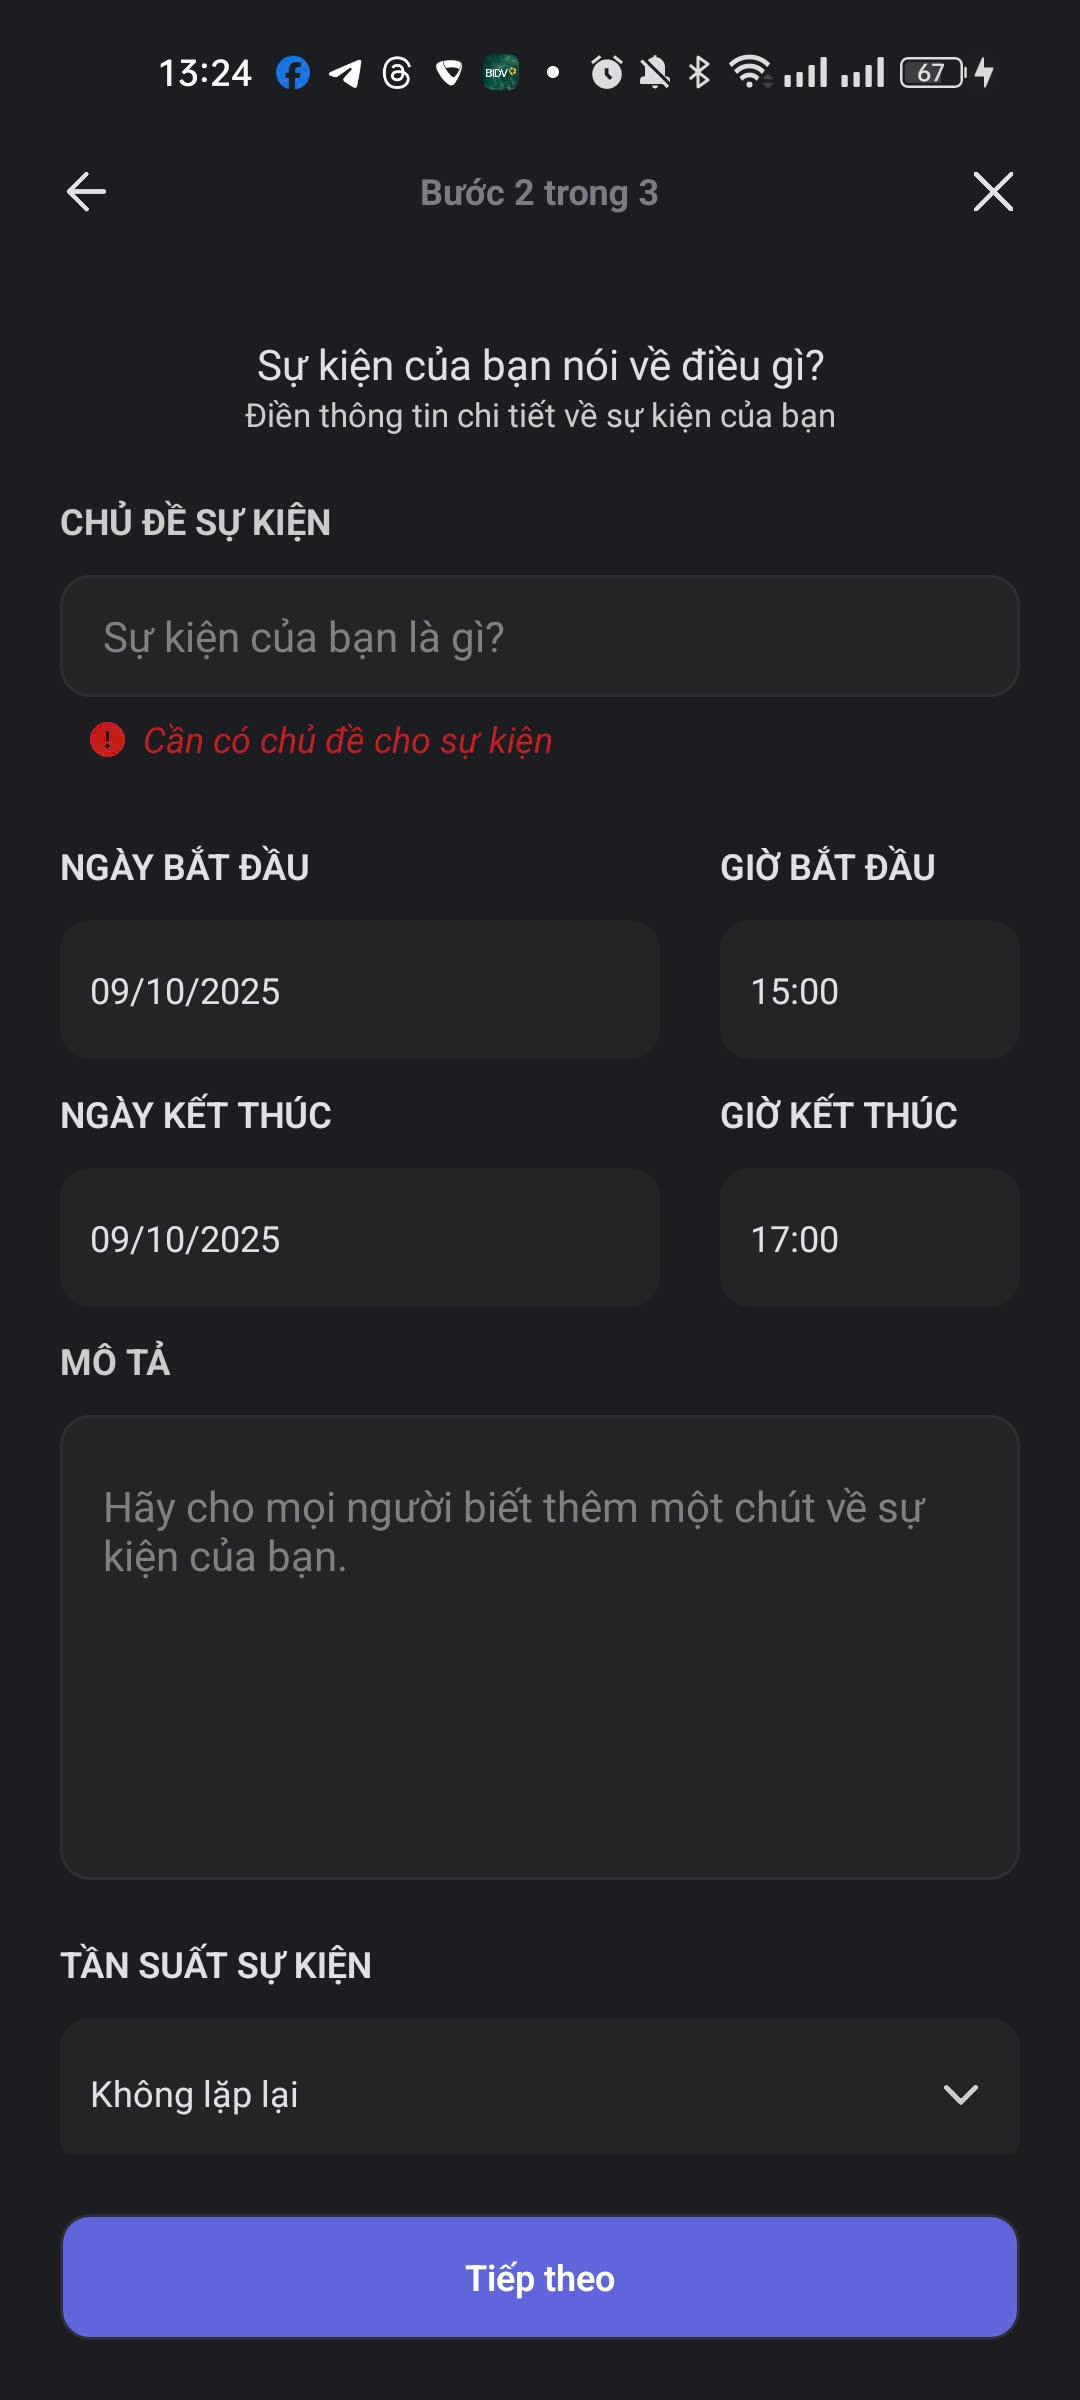 13:24
BIDV
67
Bước 2 trong 3
Sự kiện của bạn nói về điều gì?
Điền thông tin chi tiết về sự kiện của bạn
CHỦ ĐỀ SỰ KIỆN
Sự kiện của bạn là gì?
Cần có chủ đề cho sự kiện
NGÀY BẮT ĐẦU
GIỜ BẮT ĐẦU
09/10/2025
15:00
NGÀY KẾT THÚC
GIỜ KẾT THÚC
09/10/2025
17:00
MÔ TẢ
Hãy cho mọi người biết thêm một chút về sự
kiện của bạn.
TẦN SUẤT SỰ KIỆN
Không lặp lại
Tiếp theo